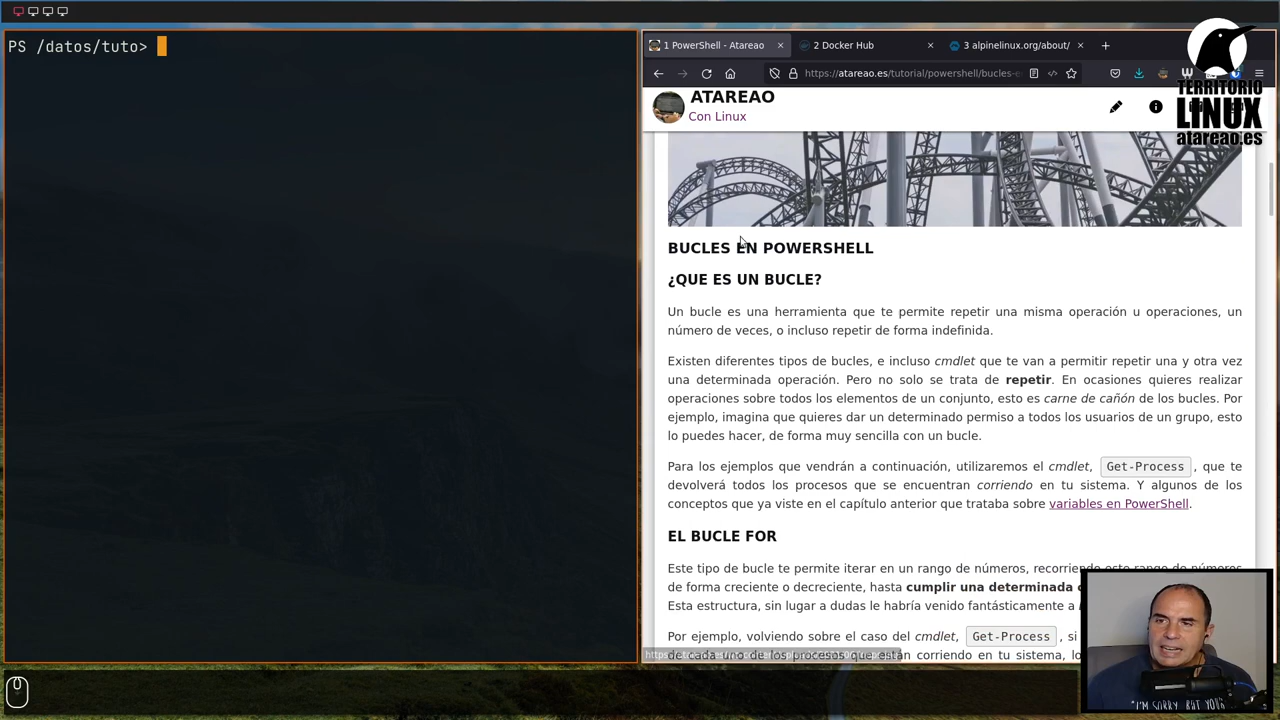 PS /datos/tuto>
1 PowerShell - Atareao
2 Docker Hub
3 alpinelinux.org/about/
https://atareao.es/tutorial/powershell/bucles-e
ATAREAO
Con Linux
TERRITORIO
LINUX
atareao.es
BUCLES EN POWERSHELL
¿QUE ES UN BUCLE?
Un bucle es una herramienta que te permite repetir una misma operación u operaciones, un
número de veces, o incluso repetir de forma indefinida.
Existen diferentes tipos de bucles, e incluso cmdlet que te van a permitir repetir una y otra vez
una determinada operación. Pero no solo se trata de repetir. En ocasiones quieres realizar
operaciones sobre todos los elementos de un conjunto, esto es carne de cañón de los bucles. Por
ejemplo, imagina que quieres dar un determinado permiso a todos los usuarios de un grupo, esto
lo puedes hacer, de forma muy sencilla con un bucle.
Para los ejemplos que vendrán a continuación, utilizaremos el cmdlet, Get-Process, que te
devolverá todos los procesos que se encuentran corriendo en tu sistema. Y algunos de los
conceptos que ya viste en el capítulo anterior que trataba sobre variables en PowerShell.
EL BUCLE FOR
Este tipo de bucle te permite iterar en un rango de números, recorriendo este rango de números
de forma creciente o decreciente, hasta cumplir una determinada
Esta estructura, sin lugar a dudas le habría venido fantásticamente a
Por ejemplo, volviendo sobre el caso del cmdlet, Get-Process, si
de cada uno de los procesos que están corriendo en tu sistema, lo
"I'M SORRY, BUT YOUR